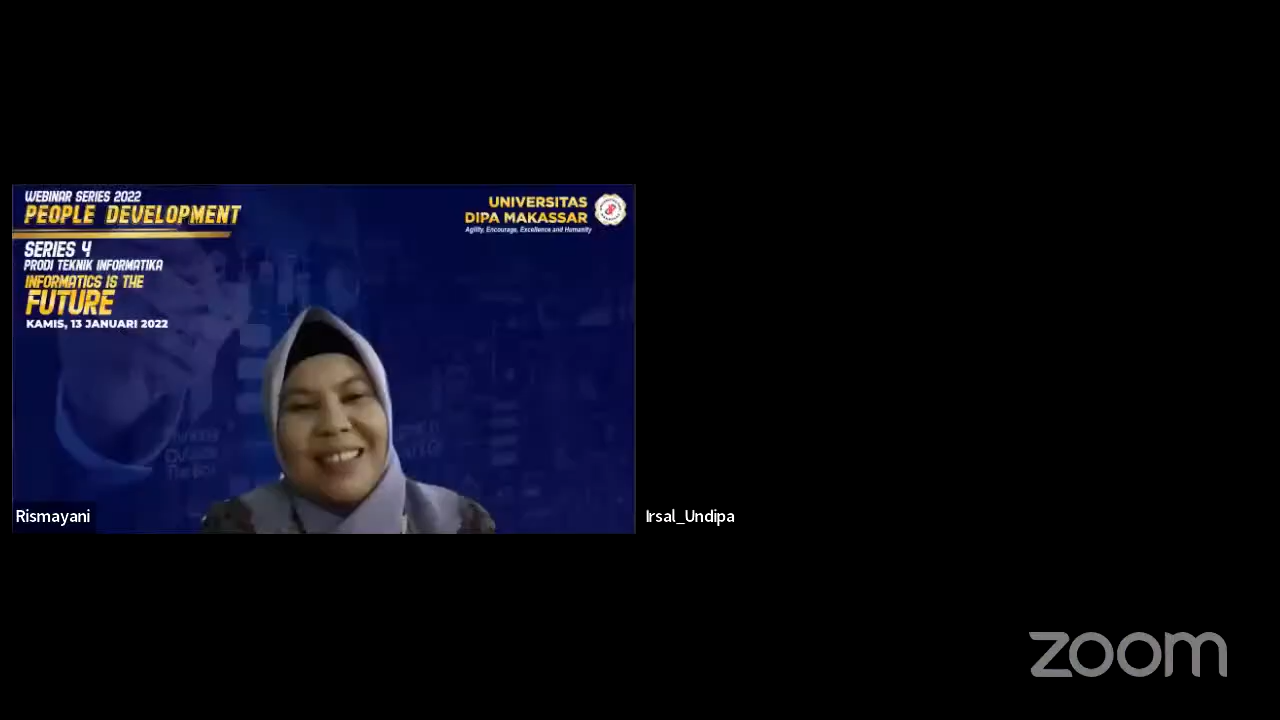 WEBINAR SERIES 2022
PEOPLE DEVELOPMENT
SERIES 4
PRODI TEKNIK INFORMATIKA
INFORMATICS IS THE
FUTURE
KAMIS, 13 JANUARI 2022
UNIVERSITAS
DIPA MAKASSAR
Agility, Encourage, Excellence and Humanity
Rismayani
Irsal_Undipa
zoom